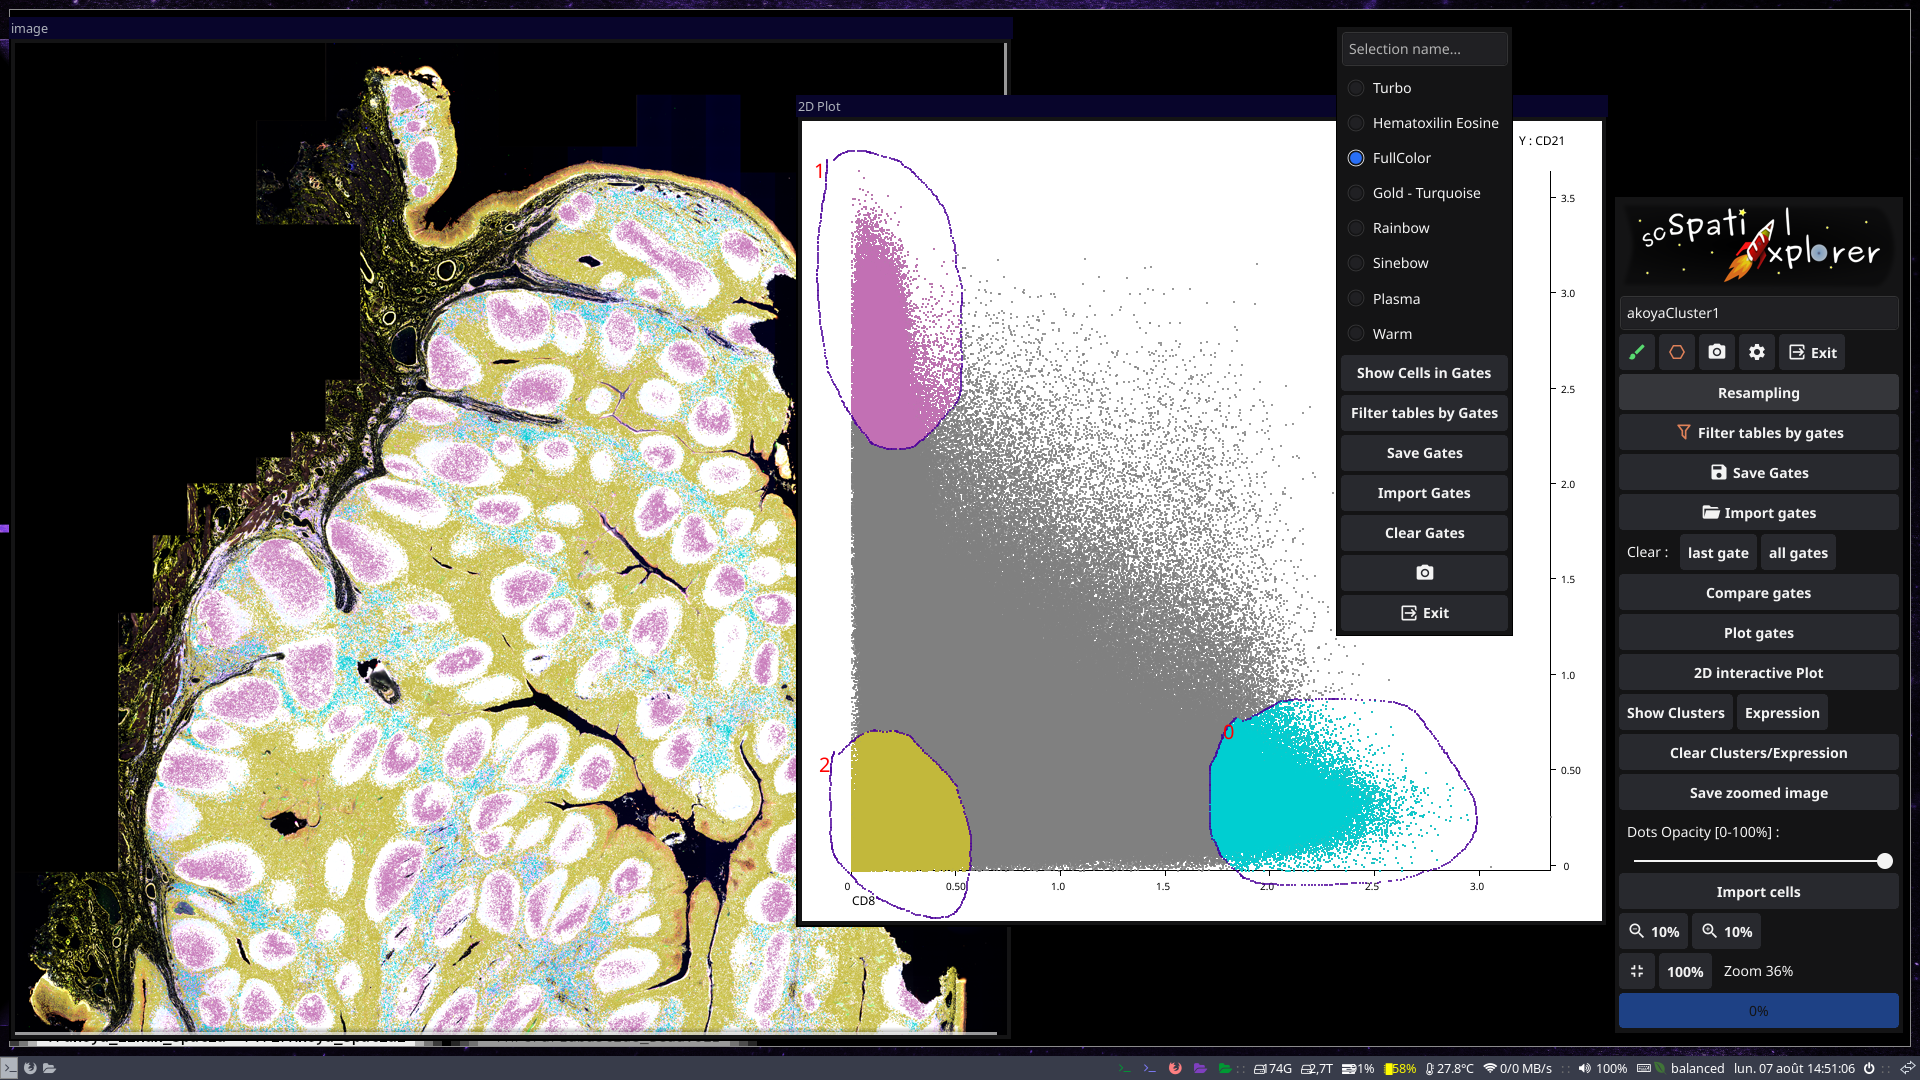 image
2D Plot
Y : CD21
1
2
0
3.5
3.0
2.5
2.0
1.5
1.0
0.50
0
0
0.50
1.0
1.5
2.0
2.5
3.0
CD8
Selection name...
Turbo
Hematoxilin Eosine
FullColor
Gold - Turquoise
Rainbow
Sinebow
Plasma
Warm
Show Cells in Gates
Filter tables by Gates
Save Gates
Import Gates
Clear Gates
Exit
scSpatial
Explorer
akoyaCluster1
Exit
Resampling
Filter tables by gates
Save Gates
Import gates
Clear : last gate all gates
Compare gates
Plot gates
2D interactive Plot
Show Clusters Expression
Clear Clusters/Expression
Save zoomed image
Dots Opacity [0-100%] :
Import cells
10% 10%
100% Zoom 36%
0%
174G 2,7T 91% 58% 27.8°C 0/0 MB/s 100% balanced lun. 07 août 14:51:06